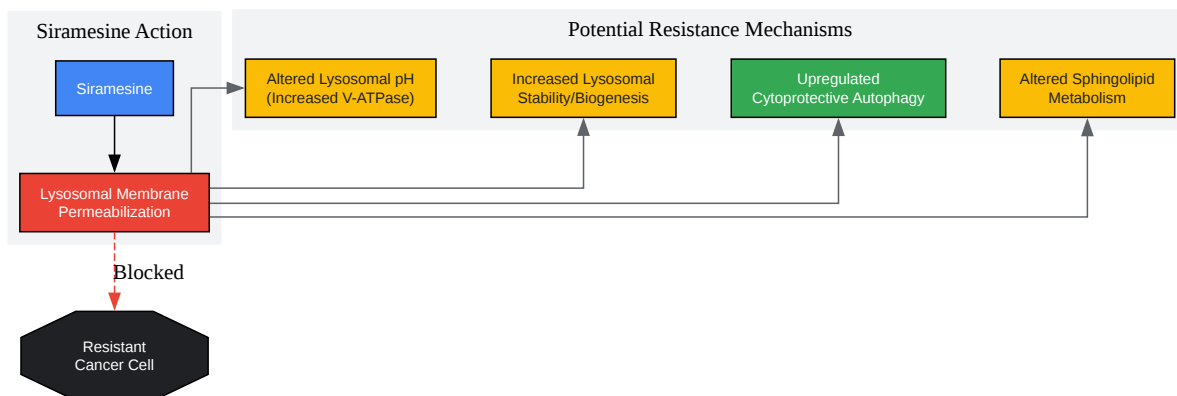 Siramesine Action
Potential Resistance Mechanisms
Siramesine
Altered Lysosomal pH
(Increased V-ATPase)
Increased Lysosomal
Stability/Biogenesis
Upregulated
Cytoprotective Autophagy
Altered Sphingolipid
Metabolism
Lysosomal Membrane
Permeabilization
Blocked
Resistant
Cancer Cell